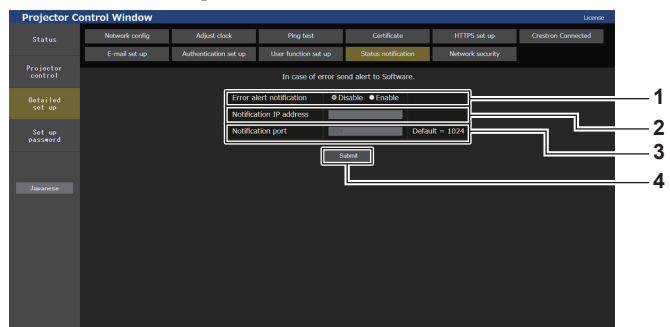 Projector Control Window
License
Status
Network config
Adjust clock
Ping test
Certificate
HTTPS set up
Crestron Connected
E-mail set up
Authentication set up
User function set up
Status notification
Network security
Projector
control
Detailed
set up
Set up
password
Japanese
In case of error send alert to Software.
Error alert notification
Disable
Enable
Notification IP address
Notification port
Default = 1024
Submit
1
2
3
4